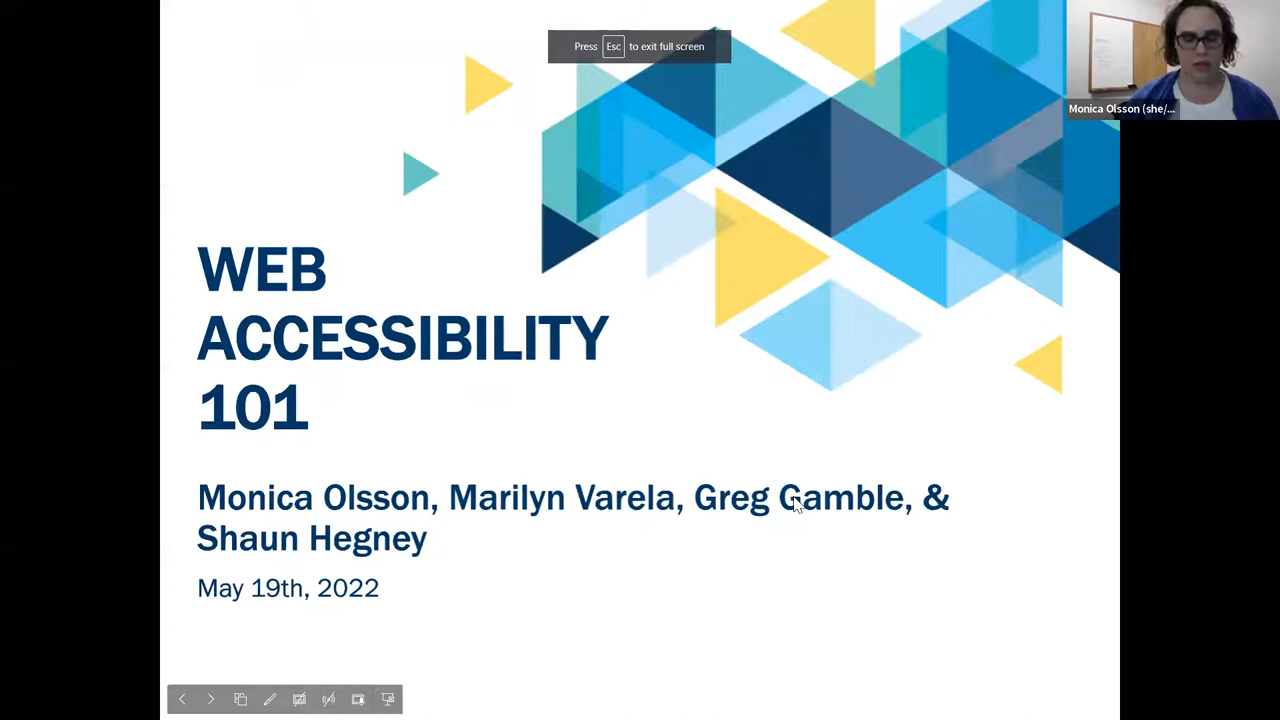 Press Esc to exit full screen
Monica Olsson (she/...
WEB
ACCESSIBILITY
101
Monica Olsson, Marilyn Varela, Greg Gamble, &
Shaun Hegney
May 19th, 2022